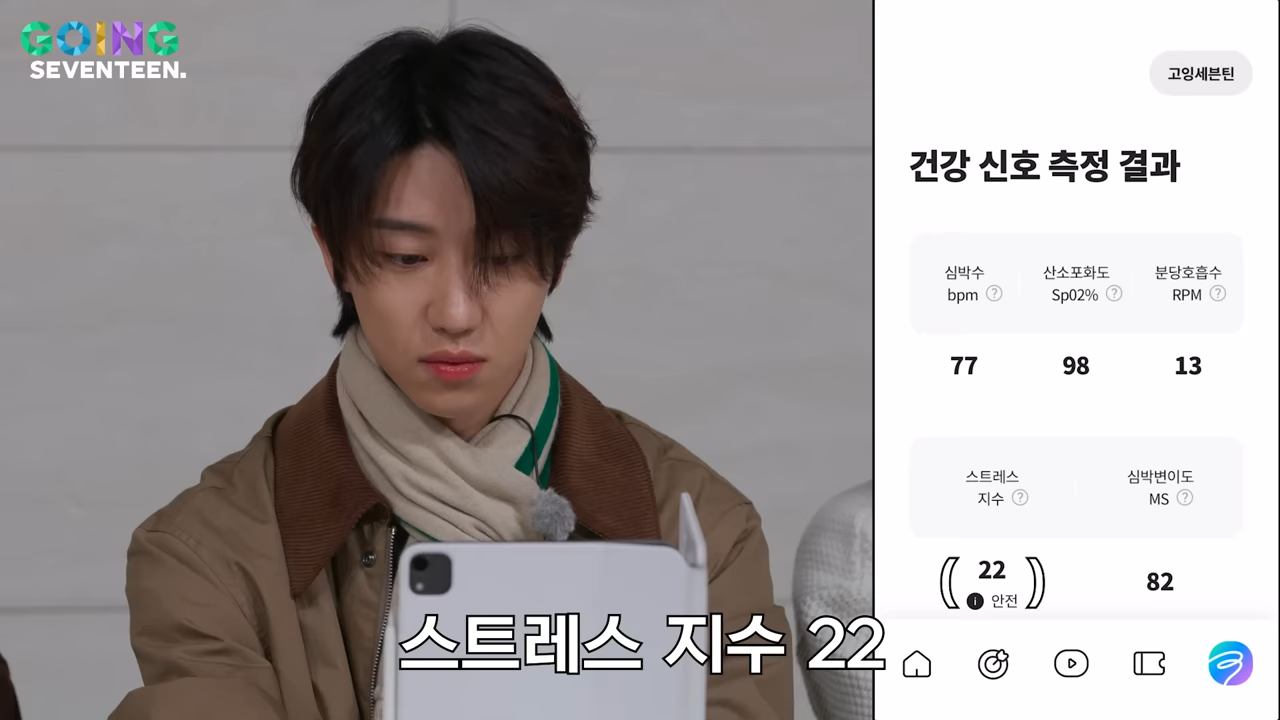 GOING
SEVENTEEN.
고잉세븐틴
건강 신호 측정 결과
심박수
bpm ?
산소포화도
Sp02% ?
분당호흡수
RPM ?
77
98
13
스트레스
지수 ?
심박변이도
MS ?
22
i 안전
82
스트레스 지수 22